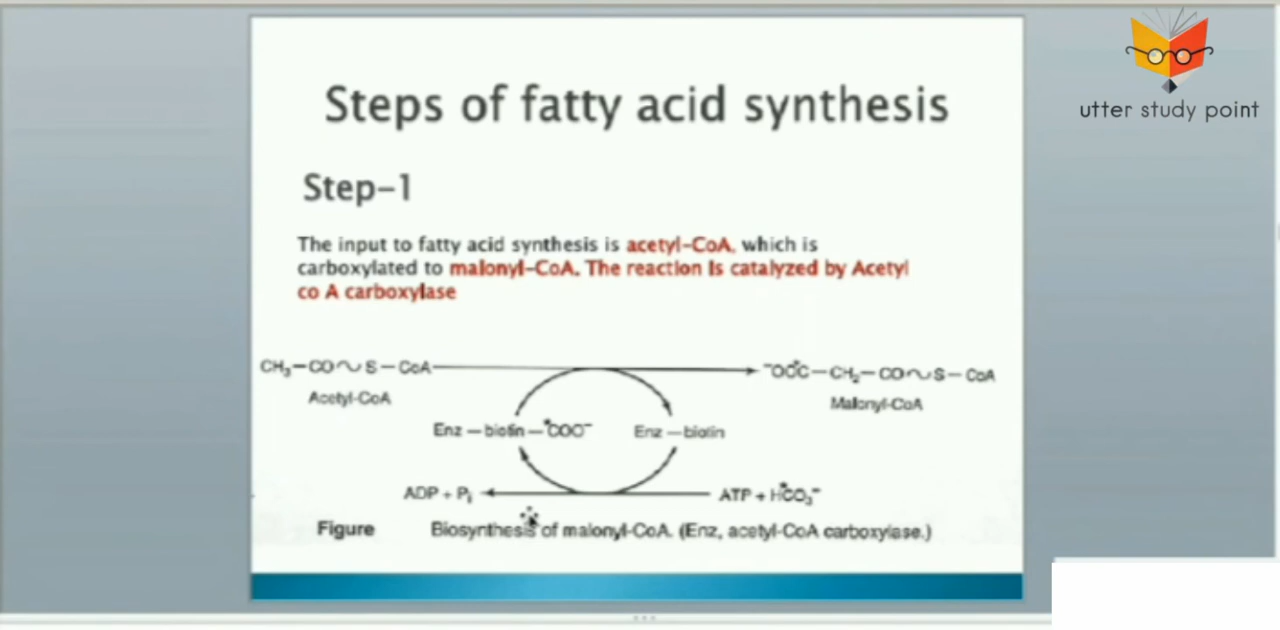 utter study point
Steps of fatty acid synthesis
Step-1
The input to fatty acid synthesis is acetyl-CoA, which is
carboxylated to malonyl-CoA. The reaction is catalyzed by Acetyl
co A carboxylase
CH₃—CO～S—CoA
⁻OO*C—CH₂—CO～S—CoA
Acetyl-CoA
Malonyl-CoA
Enz—biotin—*COO⁻
Enz—biotin
ADP + Pᵢ
ATP + H*CO₃⁻
Figure Biosynthesis of malonyl-CoA. (Enz, acetyl-CoA carboxylase.)